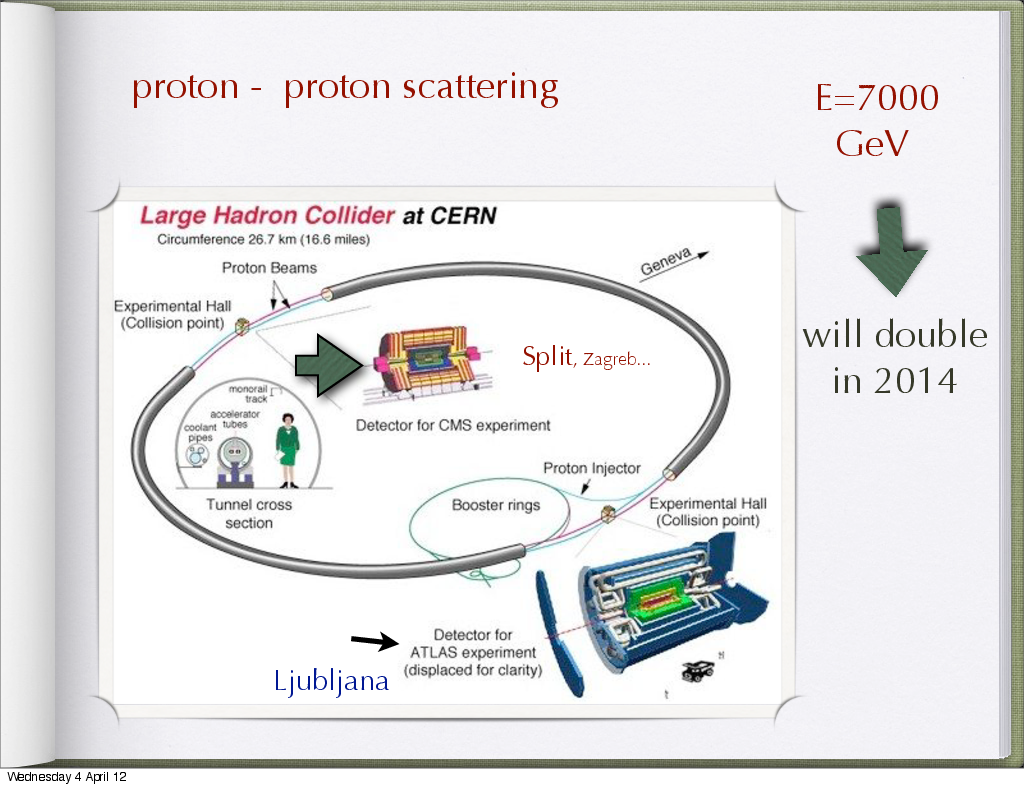 proton -  proton scattering
E=7000
GeV
will double
in 2014
Large Hadron Collider at CERN
Circumference 26.7 km (16.6 miles)
Proton Beams
Geneva
Experimental Hall
(Collision point)
Split, Zagreb...
monorail
track
accelerator
tubes
coolant
pipes
Detector for CMS experiment
Tunnel cross
section
Proton Injector
Booster rings
Experimental Hall
(Collision point)
Detector for
ATLAS experiment
(displaced for clarity)
Ljubljana
Wednesday 4 April 12